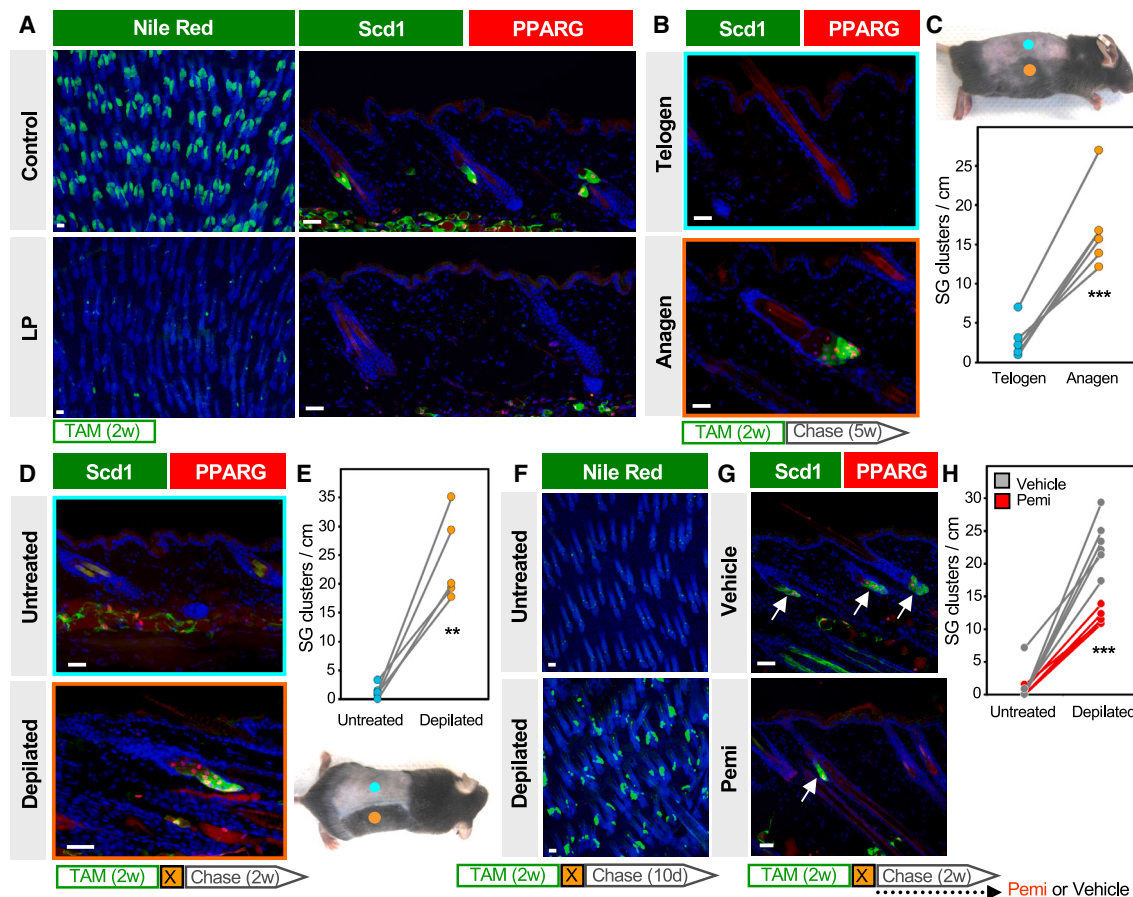 A
Nile Red
Scd1
PPARG
Control
LP
TAM (2w)
B
Scd1
PPARG
Telogen
Anagen
TAM (2w)
Chase (5w)
C
SG clusters / cm
25
20
15
10
5
0
***
Telogen
Anagen
D
Scd1
PPARG
Untreated
Depilated
TAM (2w)
X
Chase (2w)
E
SG clusters / cm
35
30
25
20
15
10
5
0
**
Untreated
Depilated
F
Nile Red
Untreated
Depilated
TAM (2w)
X
Chase (10d)
G
Scd1
PPARG
Vehicle
Pemi
TAM (2w)
X
Chase (2w)
Pemi or Vehicle
H
Vehicle
Pemi
SG clusters / cm
30
25
20
15
10
5
0
***
Untreated
Depilated